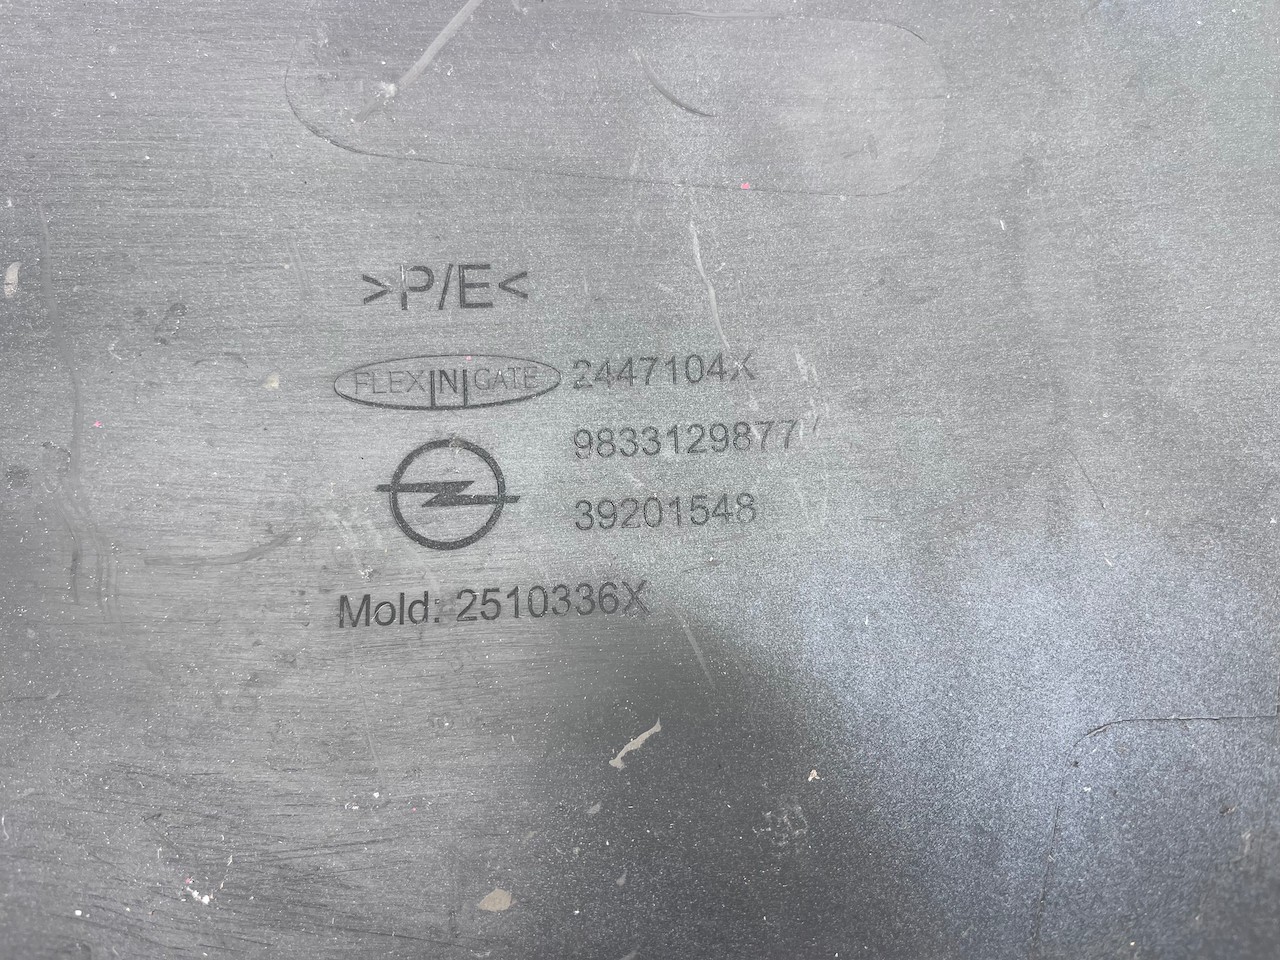 >P/E<
FLEX N GATE 2447104X
9833129877
39201548
Mold: 2510336X